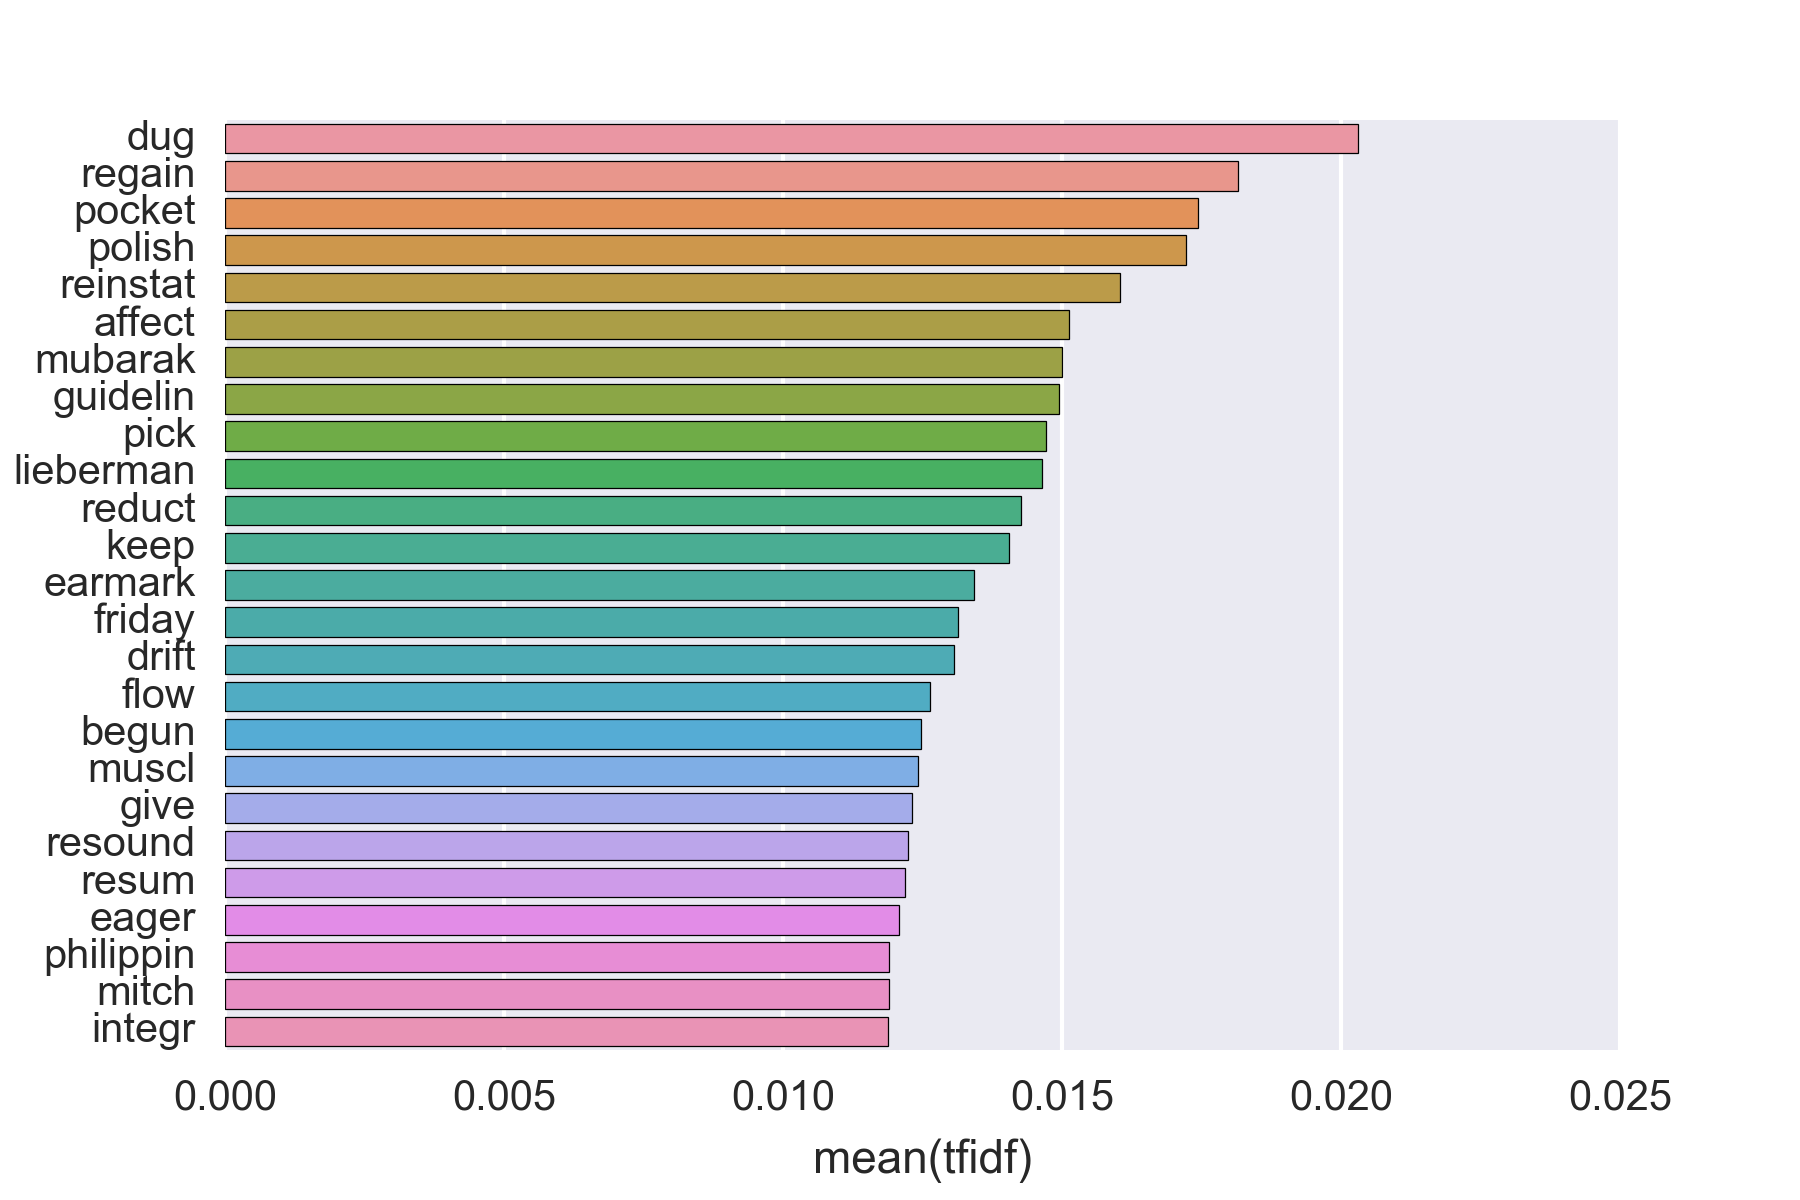 dug
regain
pocket
polish
reinstat
affect
mubarak
guidelin
pick
lieberman
reduct
keep
earmark
friday
drift
flow
begun
muscl
give
resound
resum
eager
philippin
mitch
integr
0.000 0.005 0.010 0.015 0.020 0.025
mean(tfidf)